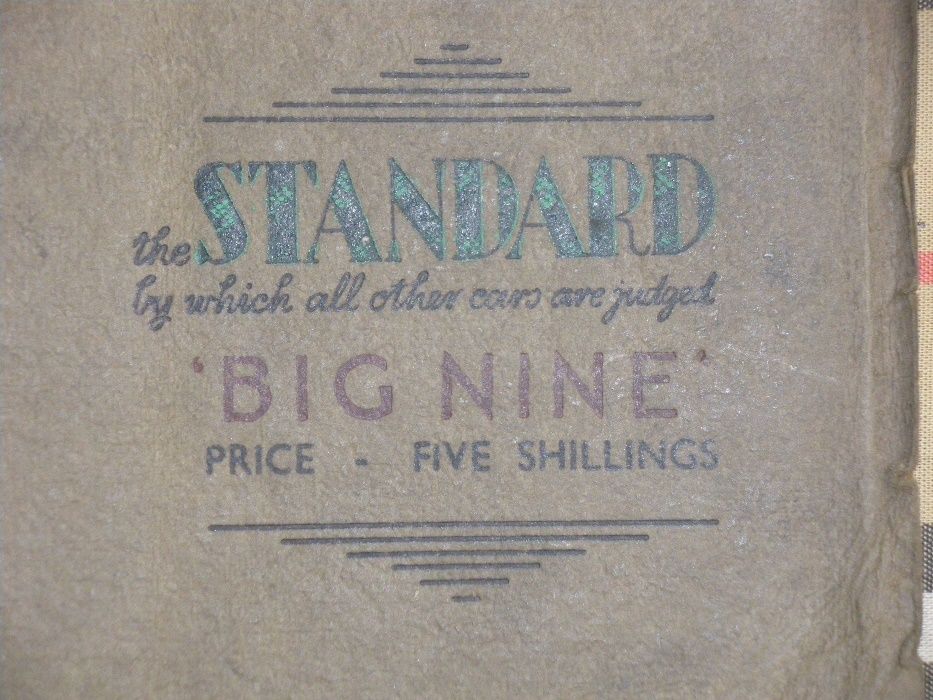 the STANDARD
by which all other cars are judged
'BIG NINE'
PRICE - FIVE SHILLINGS